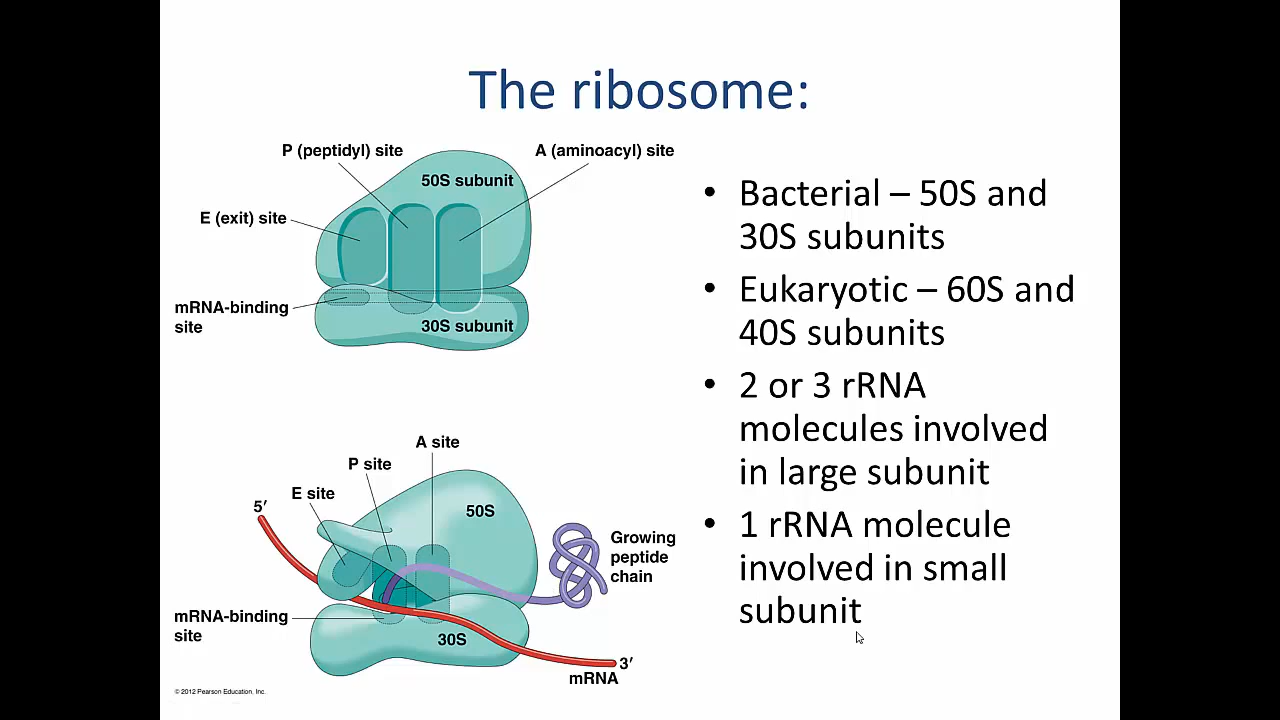 The ribosome:
P (peptidyl) site
A (aminoacyl) site
50S subunit
E (exit) site
mRNA-binding
site
30S subunit
A site
P site
E site
5′
50S
Growing
peptide
chain
mRNA-binding
site
30S
3′
mRNA
© 2012 Pearson Education, Inc.
• Bacterial – 50S and
30S subunits
• Eukaryotic – 60S and
40S subunits
• 2 or 3 rRNA
molecules involved
in large subunit
• 1 rRNA molecule
involved in small
subunit